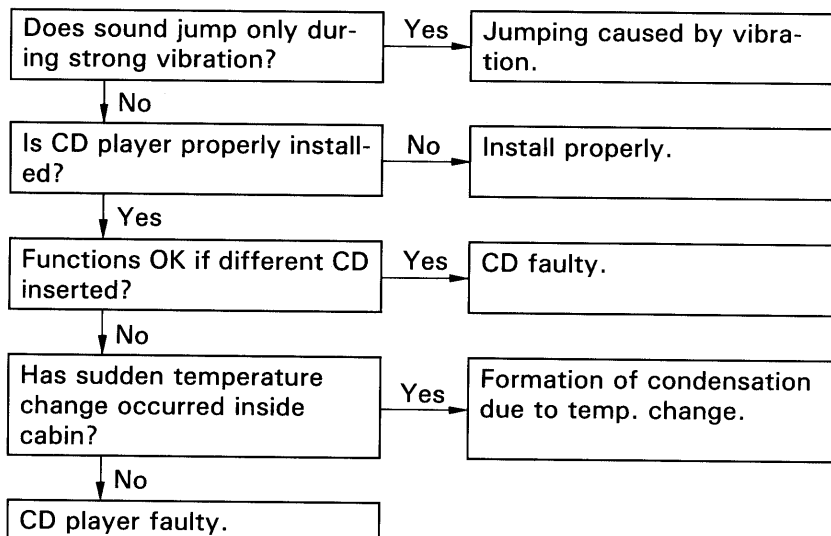 Does sound jump only dur-
ing strong vibration?
Yes
Jumping caused by vibra-
tion.
No
Is CD player properly install-
ed?
No
Install properly.
Yes
Functions OK if different CD
inserted?
Yes
CD faulty.
No
Has sudden temperature
change occurred inside
cabin?
Yes
Formation of condensation
due to temp. change.
No
CD player faulty.